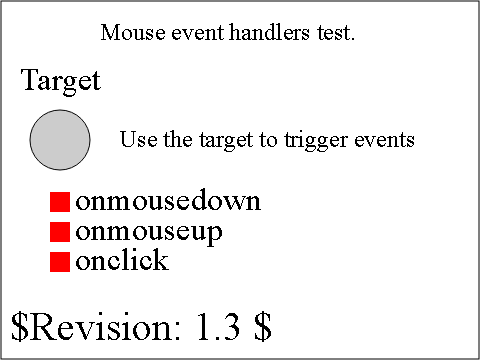 Mouse event handlers test.
Target
Use the target to trigger events
onmousedown
onmouseup
onclick
$Revision: 1.3 $